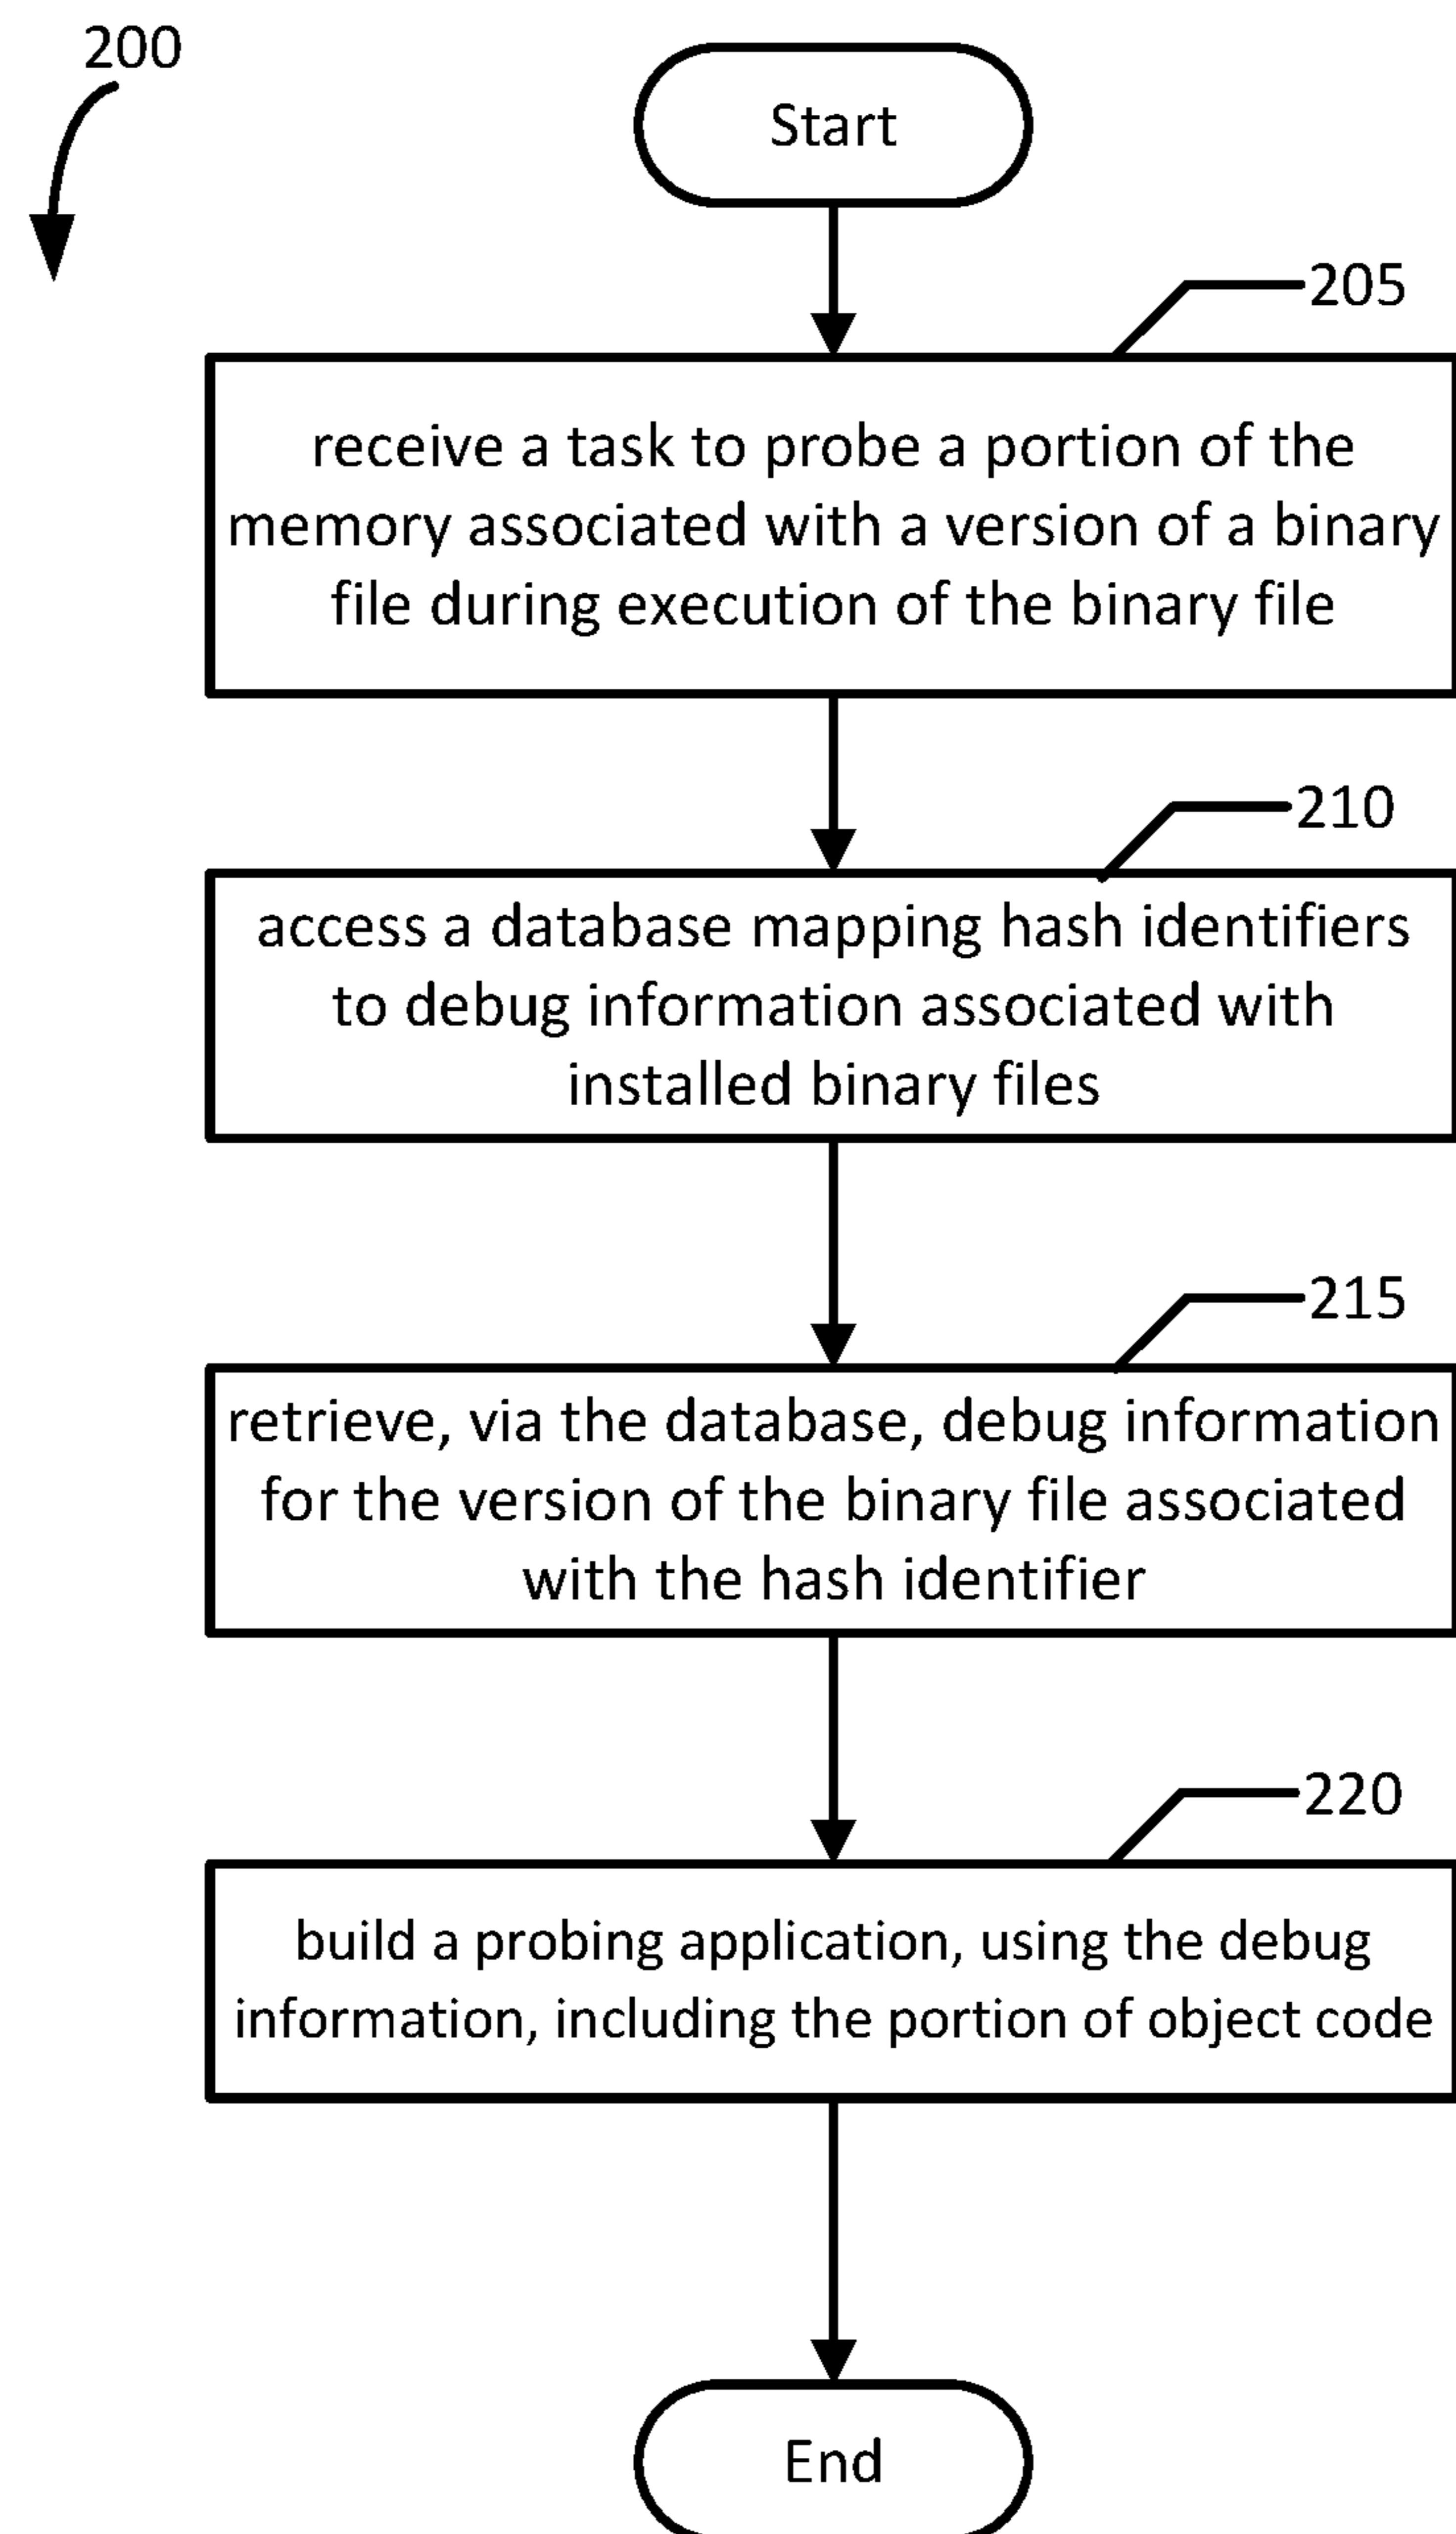 200
Start
205
receive a task to probe a portion of the
memory associated with a version of a binary
file during execution of the binary file
210
access a database mapping hash identifiers
to debug information associated with
installed binary files
215
retrieve, via the database, debug information
for the version of the binary file associated
with the hash identifier
220
build a probing application, using the debug
information, including the portion of object code
End